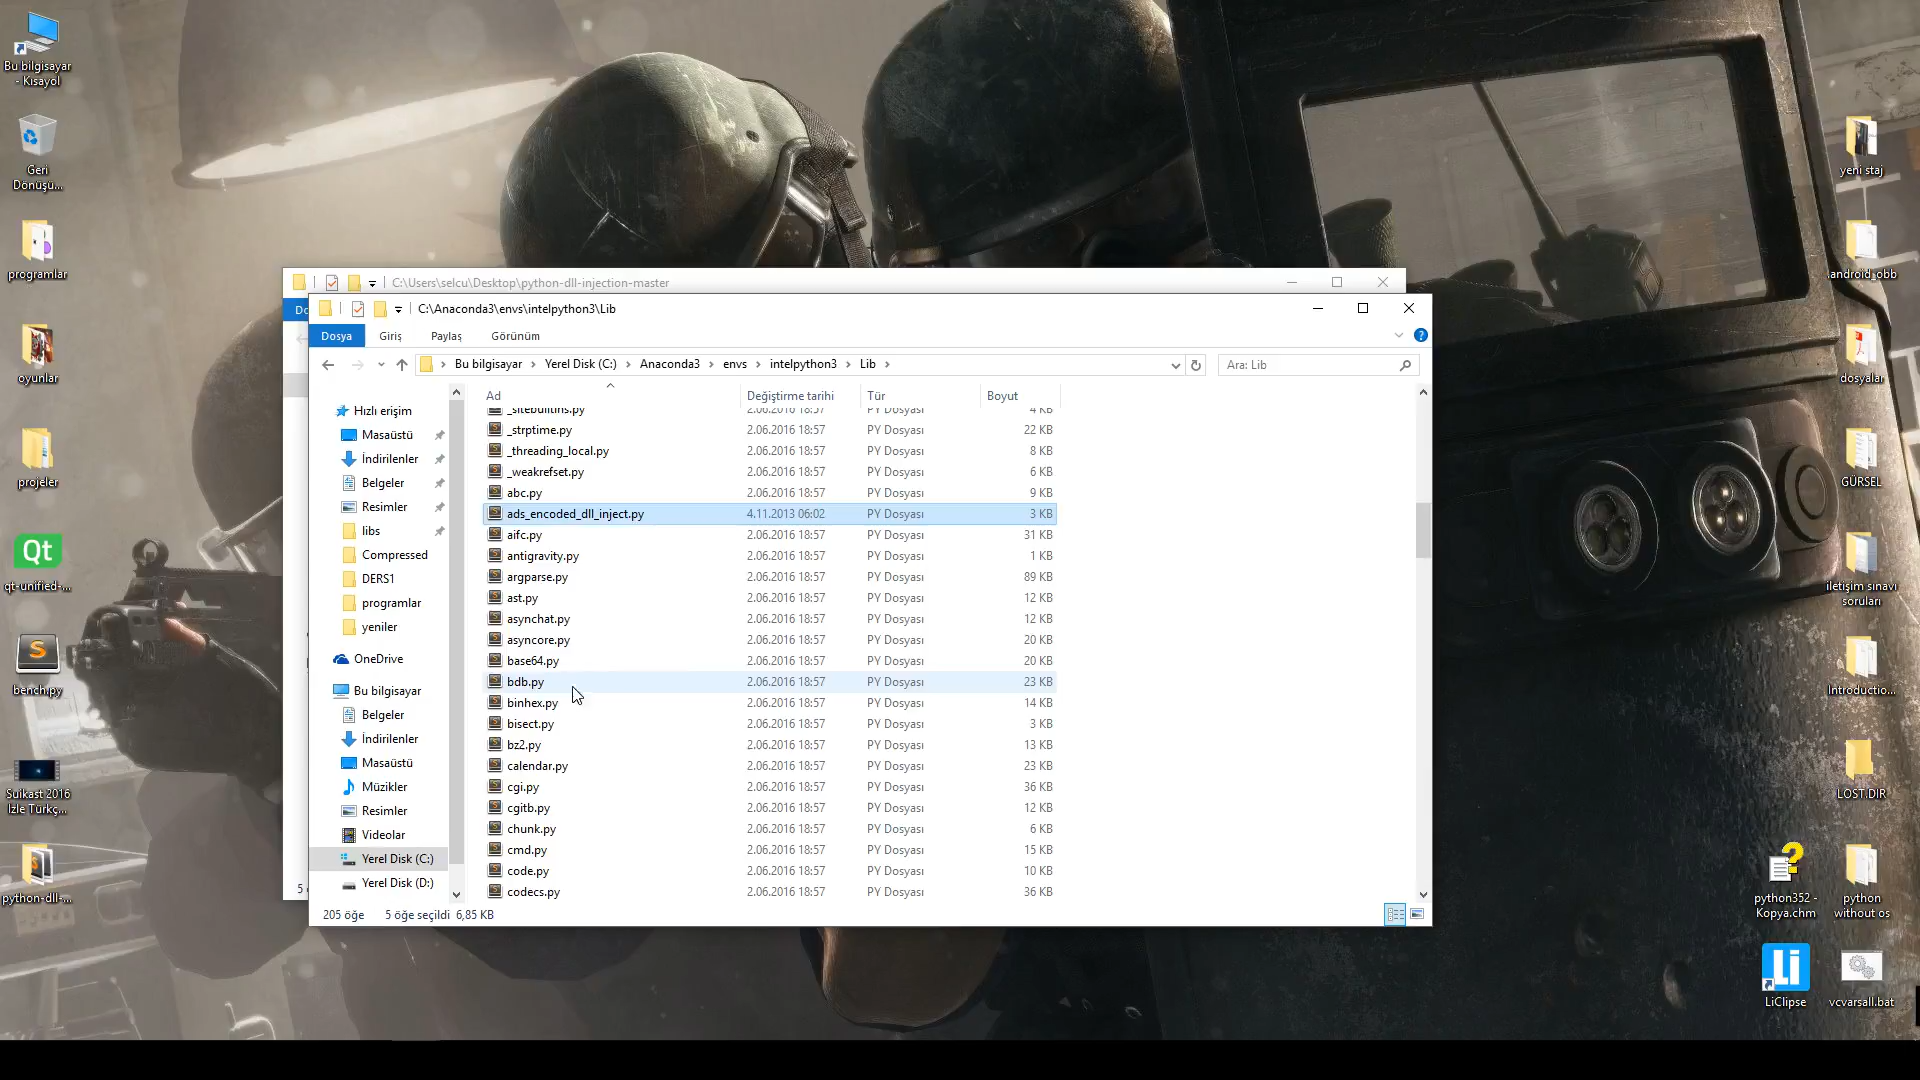 Bu bilgisayar
- Kısayol
Geri
Dönüşü...
programlar
oyunlar
projeler
Qt
qt-unified-...
bench.py
Suikast 2016
Izle Türkç...
python-dll-...
C:\Users\selcu\Desktop\python-dll-injection-master
C:\Anaconda3\envs\intelpython3\Lib
Dosya
Giriş
Paylaş
Görünüm
Bu bilgisayar
Yerel Disk (C:)
Anaconda3
envs
intelpython3
Lib
Ara: Lib
Hızlı erişim
Masaüstü
İndirilenler
Belgeler
Resimler
libs
Compressed
DERS1
programlar
yeniler
OneDrive
Bu bilgisayar
Belgeler
İndirilenler
Masaüstü
Müzikler
Resimler
Videolar
Yerel Disk (C:)
Yerel Disk (D:)
Ad Değiştirme tarihi Tür Boyut
_sitebuiltins.py 2.06.2016 18:57 PY Dosyası 4 KB
_strptime.py 2.06.2016 18:57 PY Dosyası 22 KB
_threading_local.py 2.06.2016 18:57 PY Dosyası 8 KB
_weakrefset.py 2.06.2016 18:57 PY Dosyası 6 KB
abc.py 2.06.2016 18:57 PY Dosyası 9 KB
ads_encoded_dll_inject.py 4.11.2013 06:02 PY Dosyası 3 KB
aifc.py 2.06.2016 18:57 PY Dosyası 31 KB
antigravity.py 2.06.2016 18:57 PY Dosyası 1 KB
argparse.py 2.06.2016 18:57 PY Dosyası 89 KB
ast.py 2.06.2016 18:57 PY Dosyası 12 KB
asynchat.py 2.06.2016 18:57 PY Dosyası 12 KB
asyncore.py 2.06.2016 18:57 PY Dosyası 20 KB
base64.py 2.06.2016 18:57 PY Dosyası 20 KB
bdb.py 2.06.2016 18:57 PY Dosyası 23 KB
binhex.py 2.06.2016 18:57 PY Dosyası 14 KB
bisect.py 2.06.2016 18:57 PY Dosyası 3 KB
bz2.py 2.06.2016 18:57 PY Dosyası 13 KB
calendar.py 2.06.2016 18:57 PY Dosyası 23 KB
cgi.py 2.06.2016 18:57 PY Dosyası 36 KB
cgitb.py 2.06.2016 18:57 PY Dosyası 12 KB
chunk.py 2.06.2016 18:57 PY Dosyası 6 KB
cmd.py 2.06.2016 18:57 PY Dosyası 15 KB
code.py 2.06.2016 18:57 PY Dosyası 10 KB
codecs.py 2.06.2016 18:57 PY Dosyası 36 KB
205 öğe 5 öğe seçildi 6,85 KB
yeni staj
android_obb
dosyalar
GÜRSEL
iletişim sınavı
soruları
Introductio...
LOST.DIR
python352 -
Kopya.chm
python
without os
Li
LiClipse
vcvarsall.bat